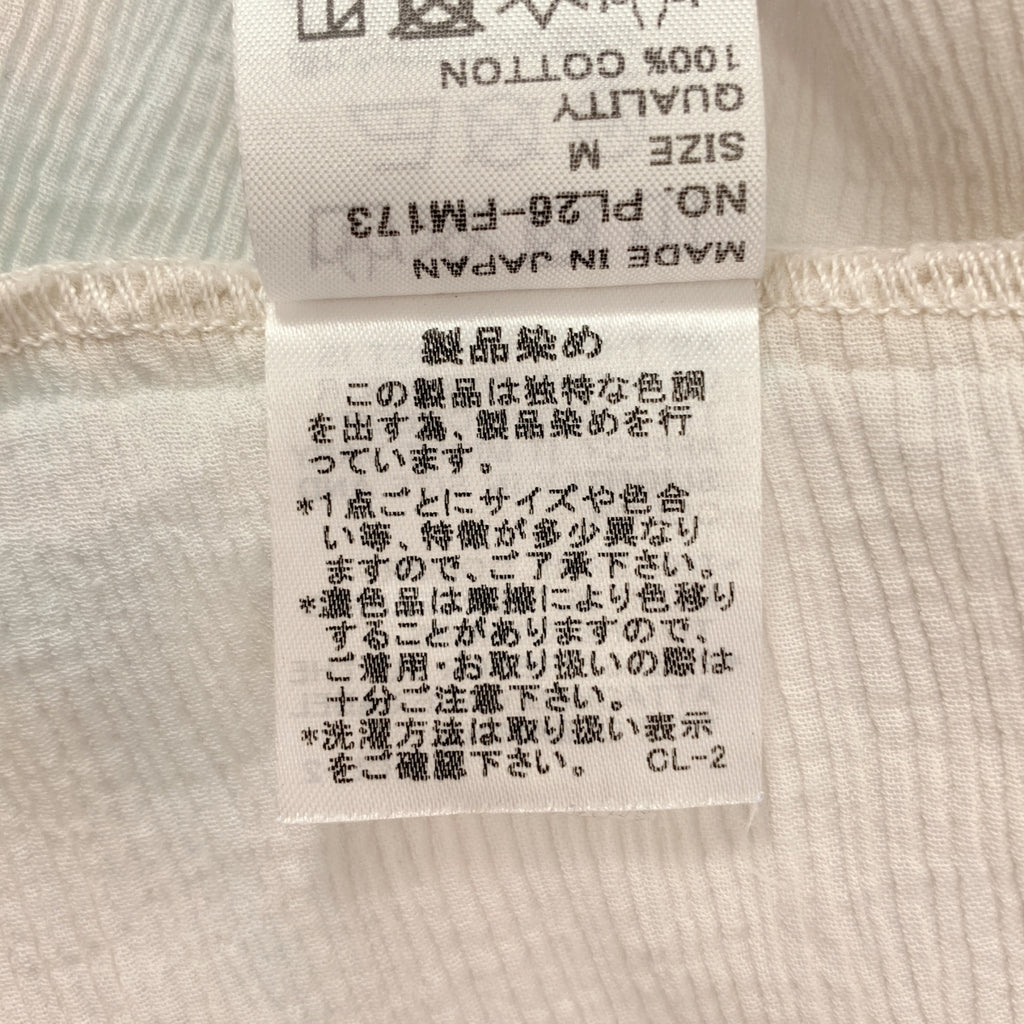 MADE IN JAPAN
NO. PL26-FM173
SIZE M
QUALITY
100% COTTON
製品染め
この製品は独特な色調
を出す為、製品染めを行
っています。
*1点ごとにサイズや色合
い等、特徴が多少異なり
ますので、ご了承下さい。
*濃色品は摩擦により色移り
することがありますので、
ご着用・お取り扱いの際は
十分ご注意下さい。
*洗濯方法は取り扱い表示
をご確認下さい。 CL-2